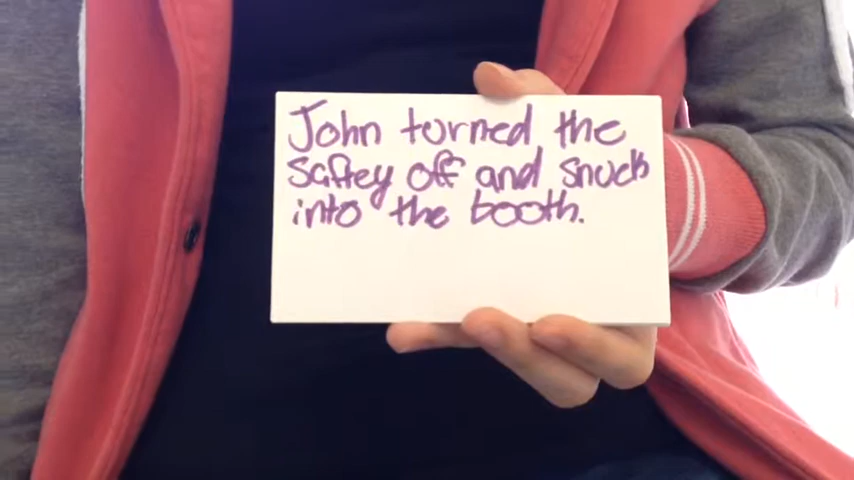 John turned the
saftey off and snuck
into the booth.